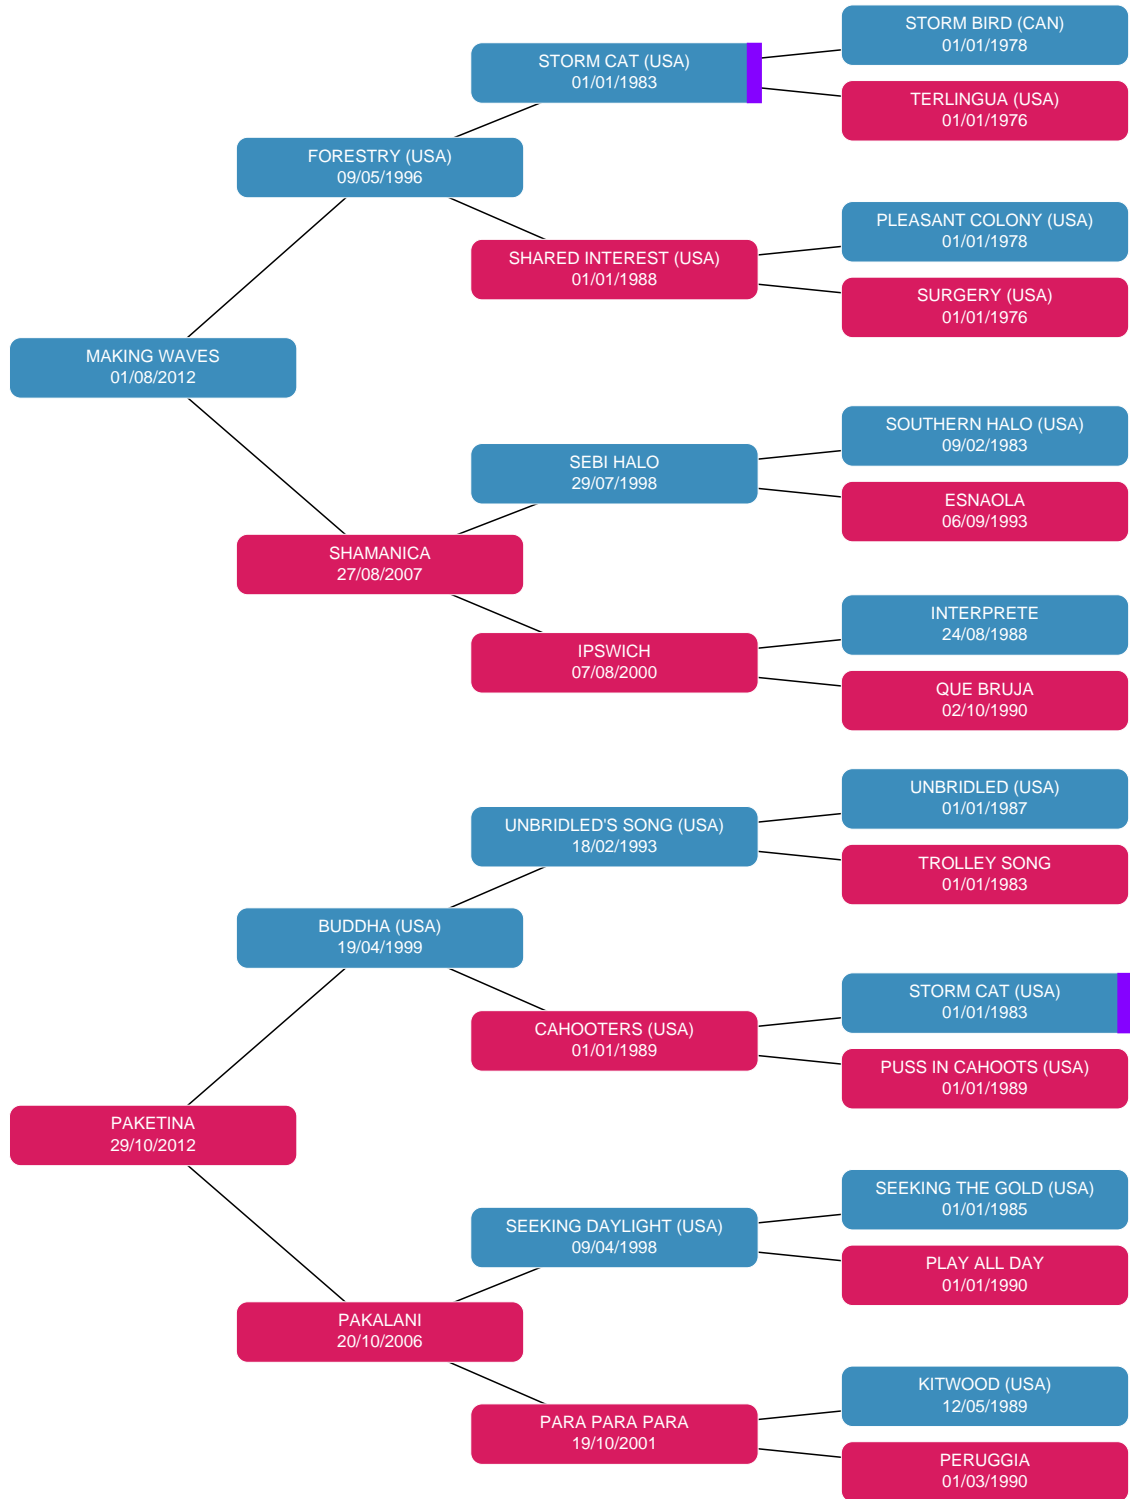 STORM BIRD (CAN)
01/01/1978
STORM CAT (USA)
01/01/1983
TERLINGUA (USA)
01/01/1976
FORESTRY (USA)
09/05/1996
PLEASANT COLONY (USA)
01/01/1978
SHARED INTEREST (USA)
01/01/1988
SURGERY (USA)
01/01/1976
MAKING WAVES
01/08/2012
SOUTHERN HALO (USA)
09/02/1983
SEBI HALO
29/07/1998
ESNAOLA
06/09/1993
SHAMANICA
27/08/2007
INTERPRETE
24/08/1988
IPSWICH
07/08/2000
QUE BRUJA
02/10/1990
UNBRIDLED (USA)
01/01/1987
UNBRIDLED'S SONG (USA)
18/02/1993
TROLLEY SONG
01/01/1983
BUDDHA (USA)
19/04/1999
STORM CAT (USA)
01/01/1983
CAHOOTERS (USA)
01/01/1989
PUSS IN CAHOOTS (USA)
01/01/1989
PAKETINA
29/10/2012
SEEKING THE GOLD (USA)
01/01/1985
SEEKING DAYLIGHT (USA)
09/04/1998
PLAY ALL DAY
01/01/1990
PAKALANI
20/10/2006
KITWOOD (USA)
12/05/1989
PARA PARA PARA
19/10/2001
PERUGGIA
01/03/1990